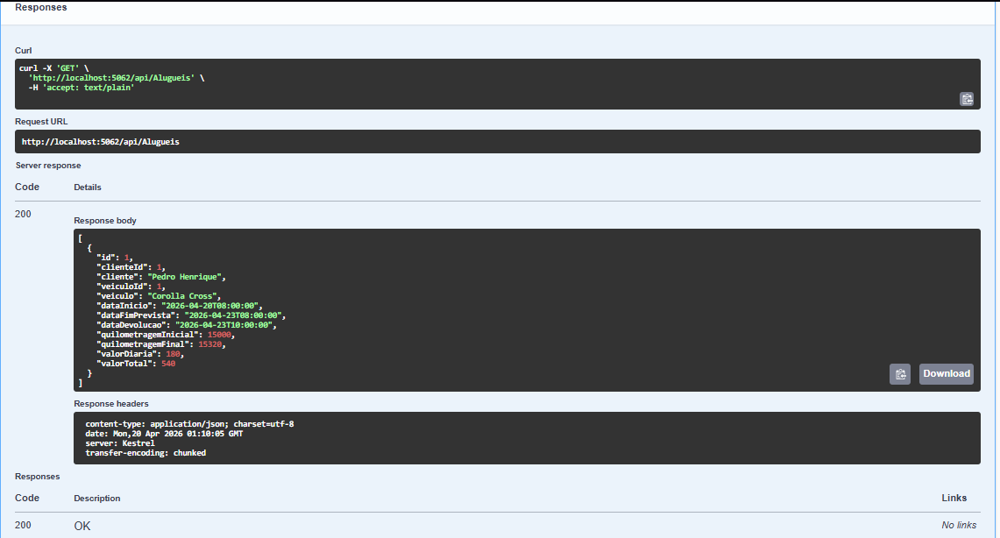 Responses
Curl
curl -X 'GET' \
  'http://localhost:5062/api/Alugueis' \
  -H 'accept: text/plain'
Request URL
http://localhost:5062/api/Alugueis
Server response
Code Details
200
Response body
[
  {
    "id": 1,
    "clienteId": 1,
    "cliente": "Pedro Henrique",
    "veiculoId": 1,
    "veiculo": "Corolla Cross",
    "dataInicio": "2026-04-20T08:00:00",
    "dataFimPrevista": "2026-04-23T08:00:00",
    "dataDevolucao": "2026-04-23T10:00:00",
    "quilometragemInicial": 15000,
    "quilometragemFinal": 15320,
    "valorDiaria": 180,
    "valorTotal": 540
  }
]
Download
Response headers
content-type: application/json; charset=utf-8
date: Mon,20 Apr 2026 01:10:05 GMT
server: Kestrel
transfer-encoding: chunked
Responses
Code Description Links
200 OK No links